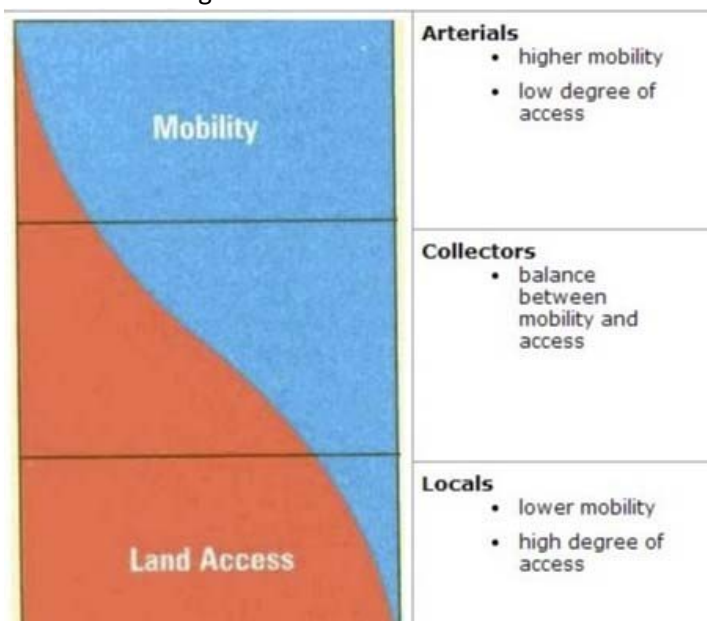 Mobility
Land Access
Arterials
• higher mobility
• low degree of
access
Collectors
• balance
between
mobility and
access
Locals
• lower mobility
• high degree of
access